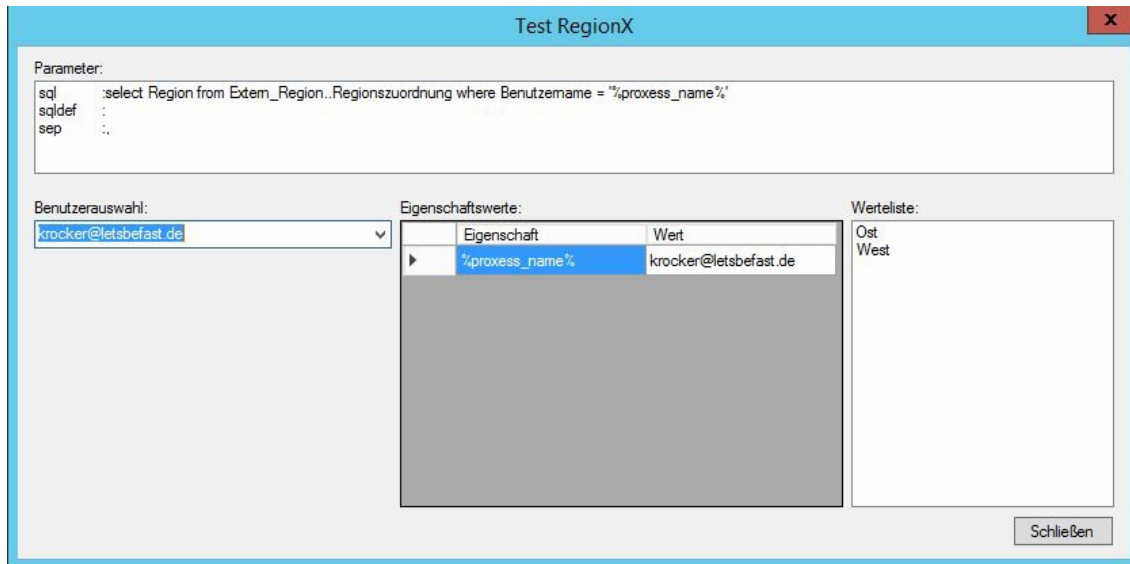 Test RegionX
x
Parameter:
sql :select Region from Extern_Region..Regionszuordnung where Benutzername = '%proxess_name%'
sqldef :
sep :,
Benutzerauswahl:
krocker@letsbefast.de
Eigenschaftswerte:
Eigenschaft Wert
%proxess_name% krocker@letsbefast.de
Werteliste:
Ost
West
Schließen